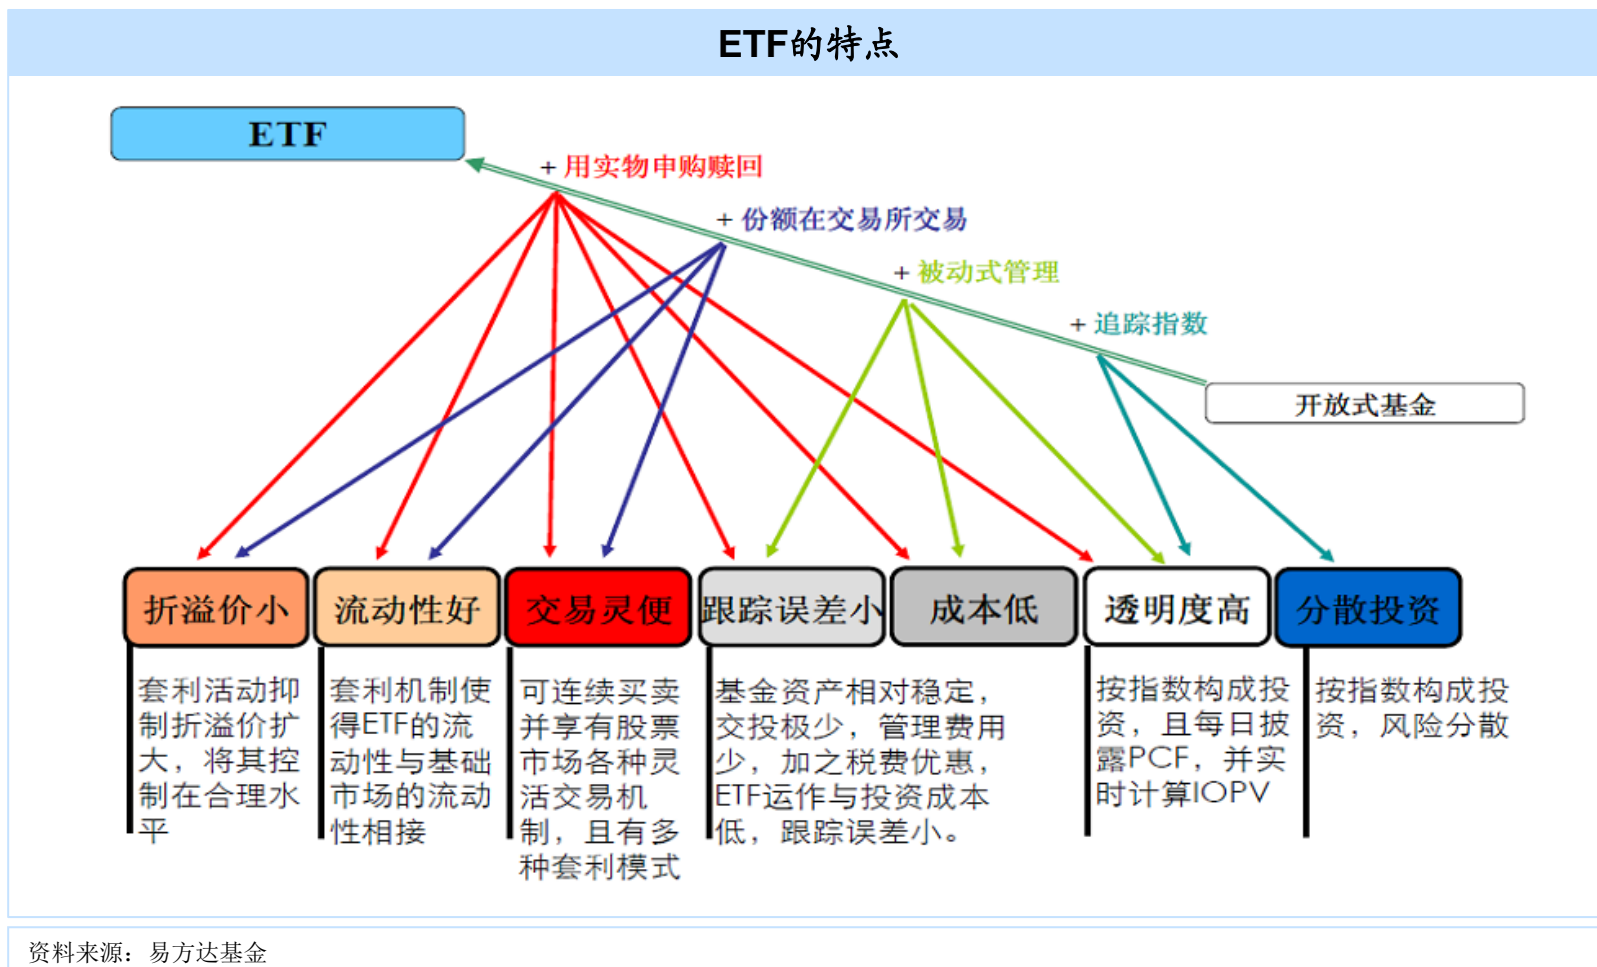 ETF的特点
ETF
+ 用实物申购赎回
+ 份额在交易所交易
+ 被动式管理
+ 追踪指数
开放式基金
折溢价小
流动性好
交易灵便
跟踪误差小
成本低
透明度高
分散投资
套利活动抑
制折溢价扩
大，将其控
制在合理水
平
套利机制使
得ETF的流
动性与基础
市场的流动
性相接
可连续买卖
并享有股票
市场各种灵
活交易机
制，且有多
种套利模式
基金资产相对稳定，
交投极少，管理费用
少，加之税费优惠，
ETF运作与投资成本
低，跟踪误差小。
按指数构成投
资，且每日披
露PCF，并实
时计算IOPV
按指数构成投
资，风险分散
资料来源：易方达基金